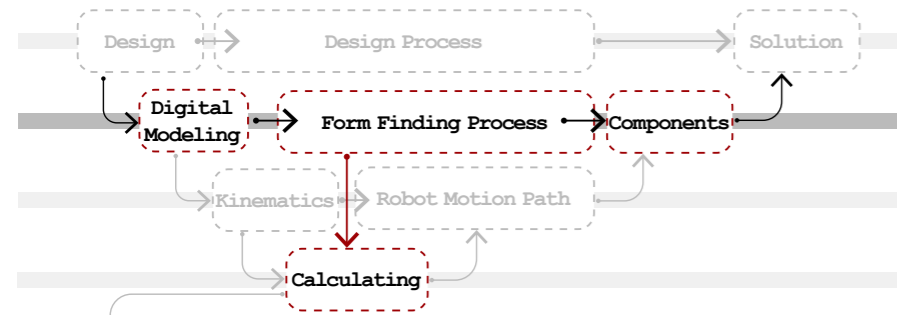 Design
Design Process
Solution
Digital
Modeling
Form Finding Process
Components
Kinematics
Robot Motion Path
Calculating